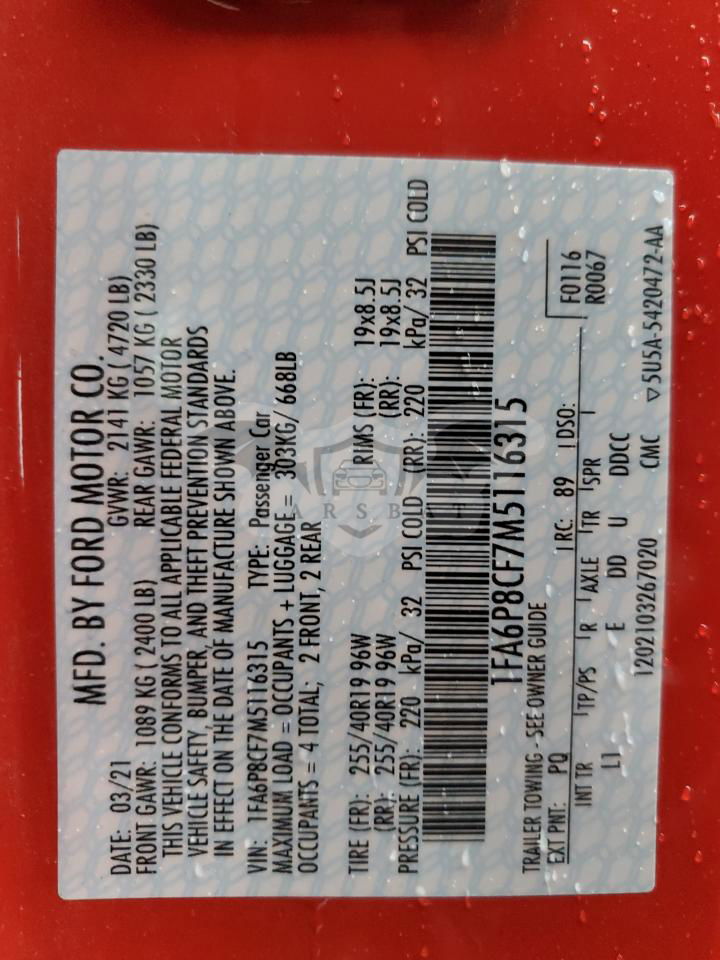 MFD. BY FORD MOTOR CO.
DATE: 03/21 GVWR: 2141 KG ( 4720 LB)
FRONT GAWR: 1089 KG ( 2400 LB) REAR GAWR: 1057 KG ( 2330 LB)
THIS VEHICLE CONFORMS TO ALL APPLICABLE FEDERAL MOTOR
VEHICLE SAFETY, BUMPER, AND THEFT PREVENTION STANDARDS
IN EFFECT ON THE DATE OF MANUFACTURE SHOWN ABOVE.
VIN: 1FA6P8CF7M5116315 TYPE: Passenger Car
MAXIMUM LOAD = OCCUPANTS + LUGGAGE = 303KG/ 668LB
OCCUPANTS = 4 TOTAL; 2 FRONT, 2 REAR
TIRE (FR): 255/40R19 96W RIMS (FR): 19x8.5J
(RR): 255/40R19 96W (RR): 19x8.5J
PRESSURE (FR): 220 kPa/ 32 PSI COLD (RR): 220 kPa/ 32 PSI COLD
1FA6P8CF7M5116315
TRAILER TOWING - SEE OWNER GUIDE
EXT PNT: PQ RC: 89 DSO: F0116
R0067
INT TR TP/PS R AXLE TR SPR
L1 E DD U DDCC
1202103267020 CMC ▽5U5A-5420472-AA
ARSBA